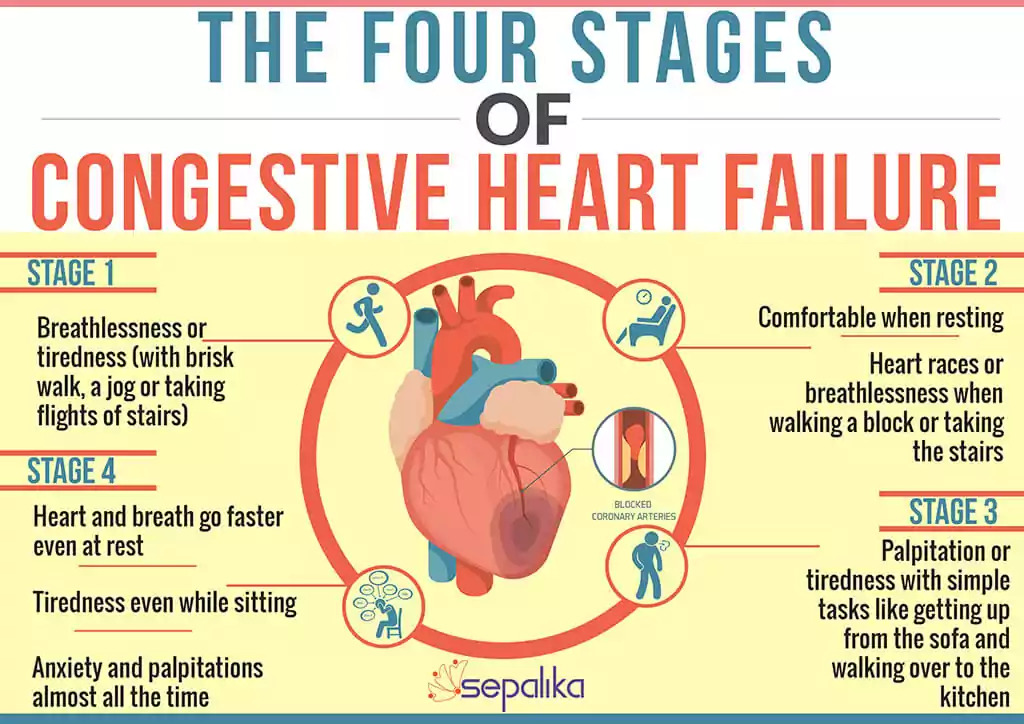 THE FOUR STAGES
OF
CONGESTIVE HEART FAILURE
STAGE 1
Breathlessness or
tiredness (with brisk
walk, a jog or taking
flights of stairs)
STAGE 2
Comfortable when resting
Heart races or
breathlessness when
walking a block or taking
the stairs
BLOCKED
CORONARY ARTERIES
STAGE 3
Palpitation or
tiredness with simple
tasks like getting up
from the sofa and
walking over to the
kitchen
STAGE 4
Heart and breath go faster
even at rest
Tiredness even while sitting
Anxiety and palpitations
almost all the time
sepalika